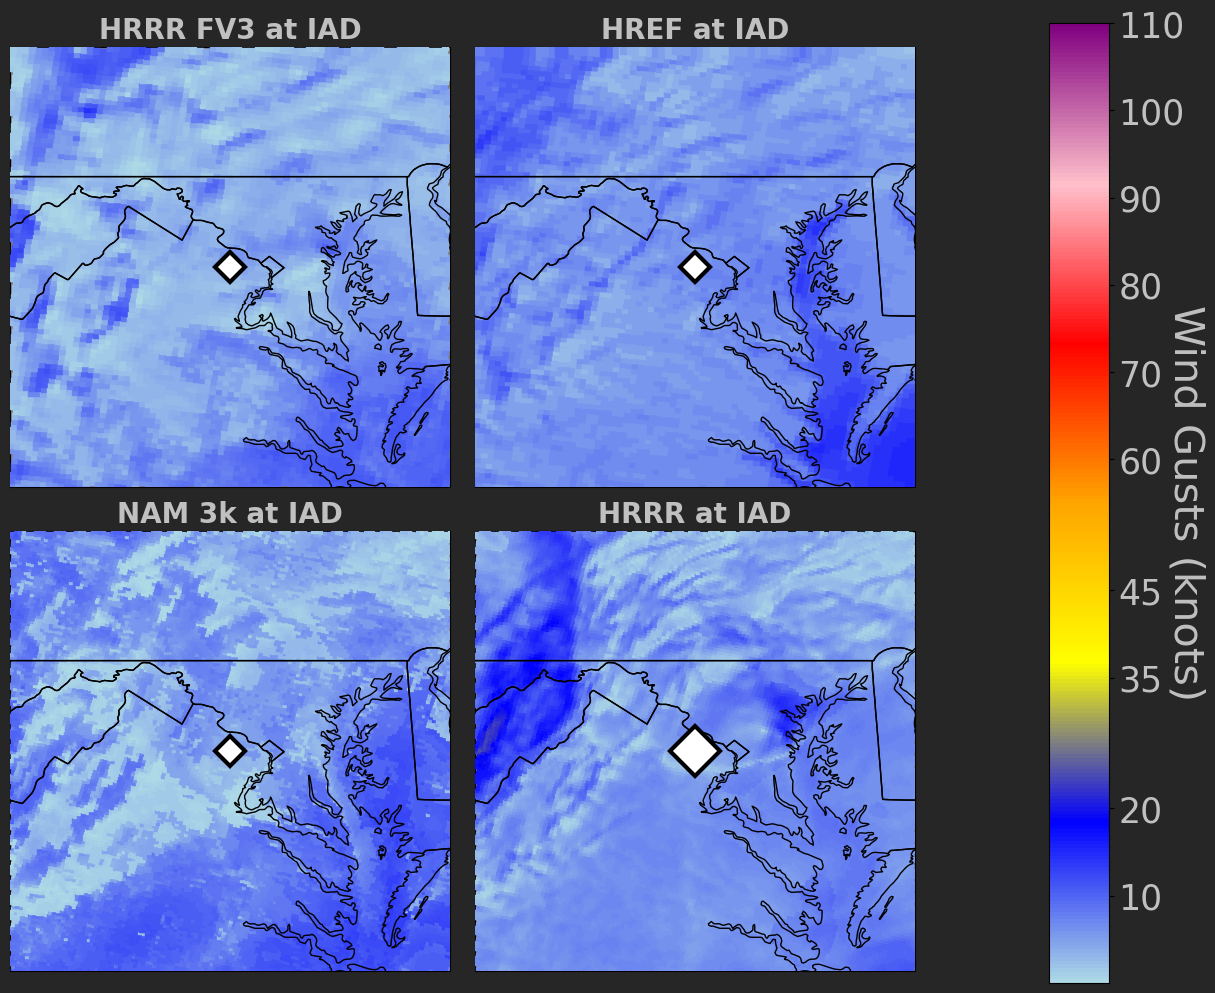 HRRR FV3 at IAD
HREF at IAD
NAM 3k at IAD
HRRR at IAD
110
100
90
80
70
60
45
35
20
10
Wind Gusts (knots)